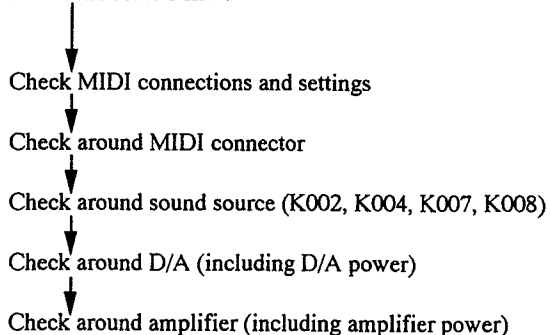 Check MIDI connections and settings
Check around MIDI connector
Check around sound source (K002, K004, K007, K008)
Check around D/A (including D/A power)
Check around amplifier (including amplifier power)